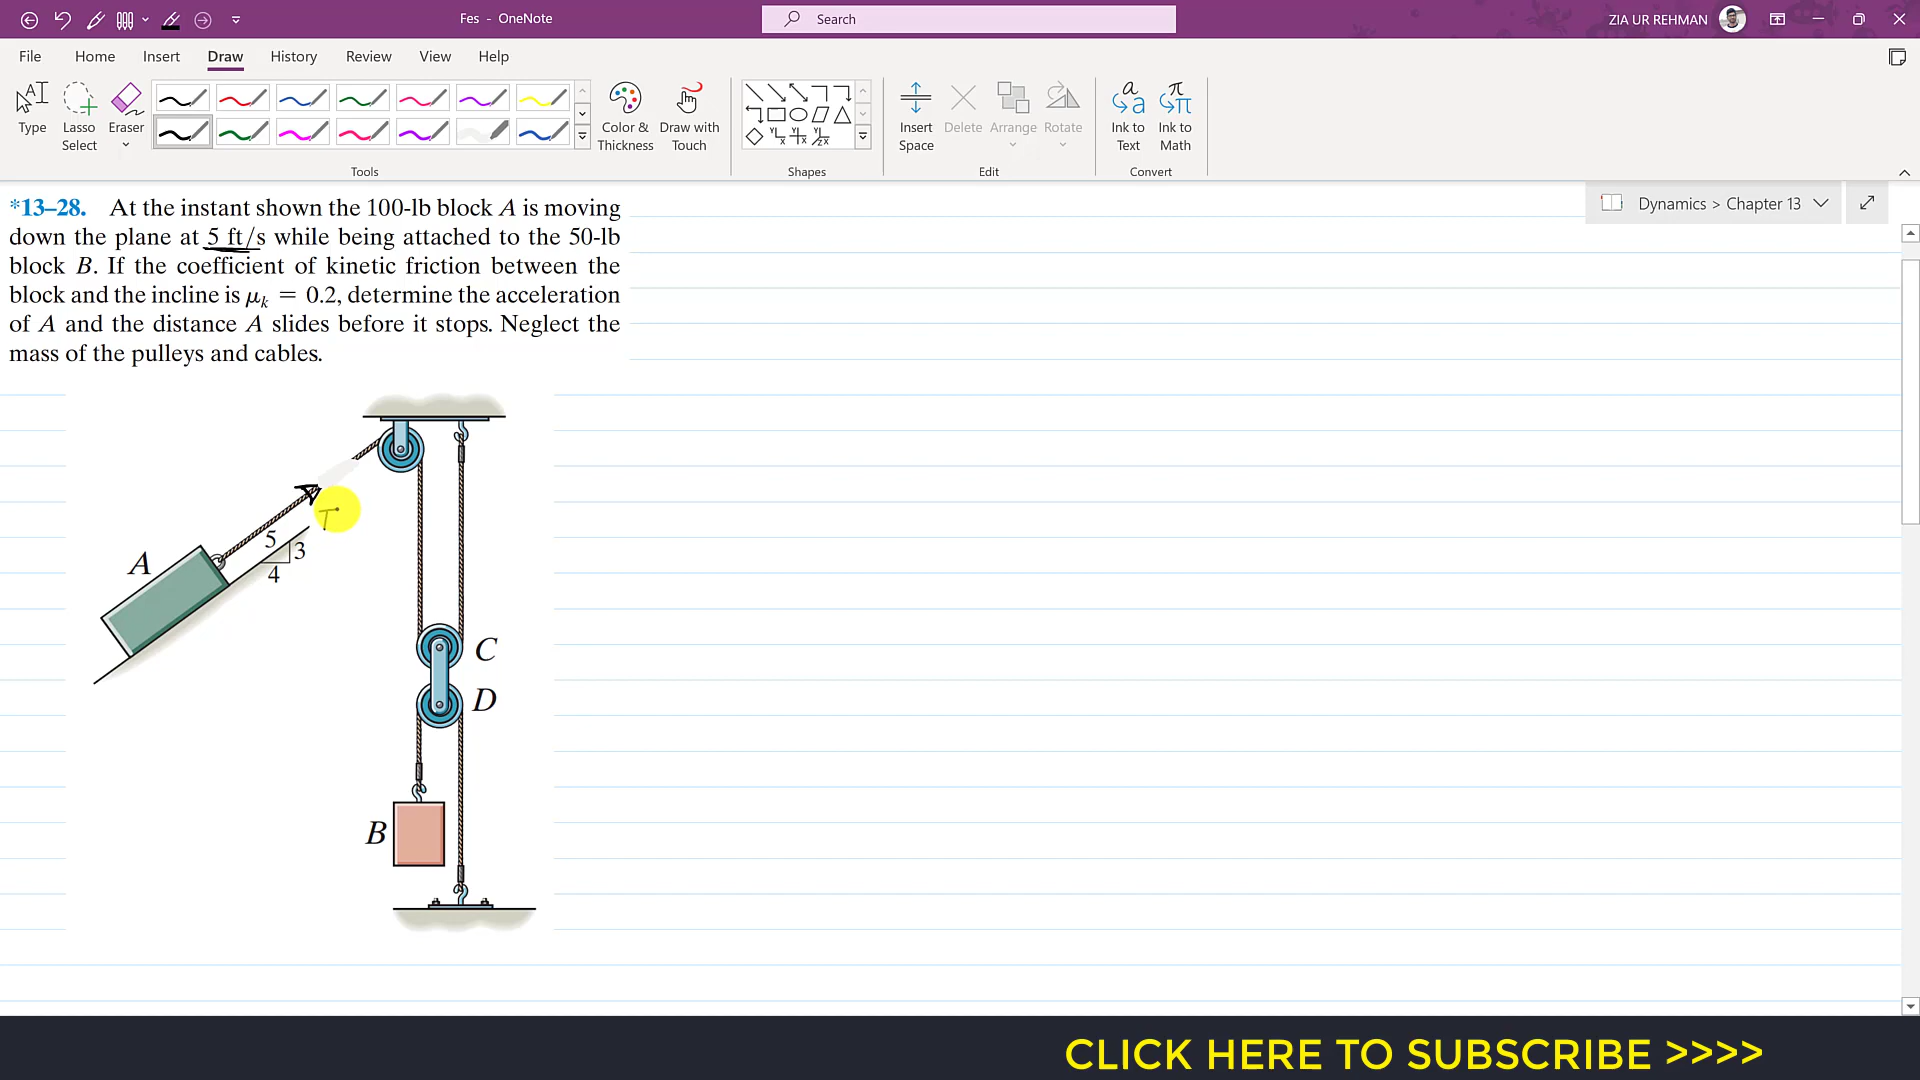 Fes - OneNote
Search
ZIA UR REHMAN
File Home Insert Draw History Review View Help
Type
Lasso Select
Eraser
Color & Thickness
Draw with Touch
Insert Space
Delete
Arrange
Rotate
Ink to Text
Ink to Math
Tools
Shapes
Edit
Convert
Dynamics > Chapter 13
*13–28. At the instant shown the 100-lb block A is moving
down the plane at 5 ft/s while being attached to the 50-lb
block B. If the coefficient of kinetic friction between the
block and the incline is μk = 0.2, determine the acceleration
of A and the distance A slides before it stops. Neglect the
mass of the pulleys and cables.
T
5
3
4
A
C
D
B
CLICK HERE TO SUBSCRIBE >>>>